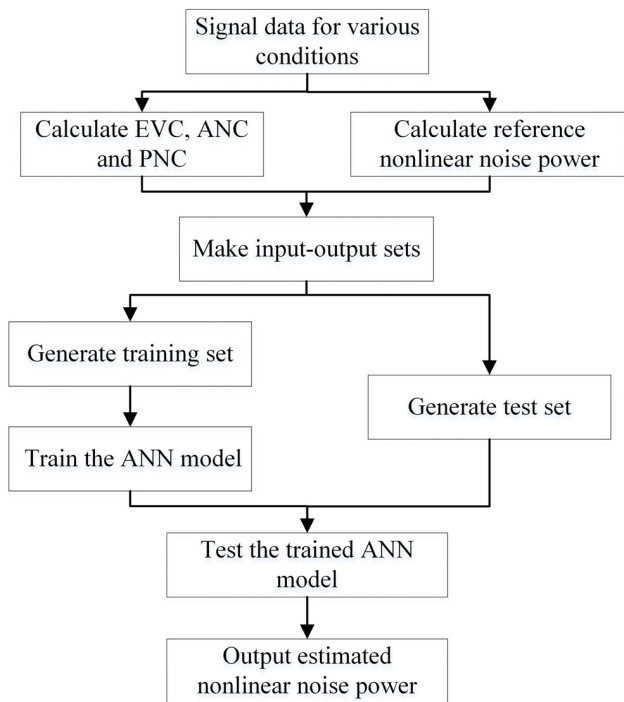 Signal data for various
conditions
Calculate EVC, ANC
and PNC
Calculate reference
nonlinear noise power
Make input-output sets
Generate training set
Generate test set
Train the ANN model
Test the trained ANN
model
Output estimated
nonlinear noise power